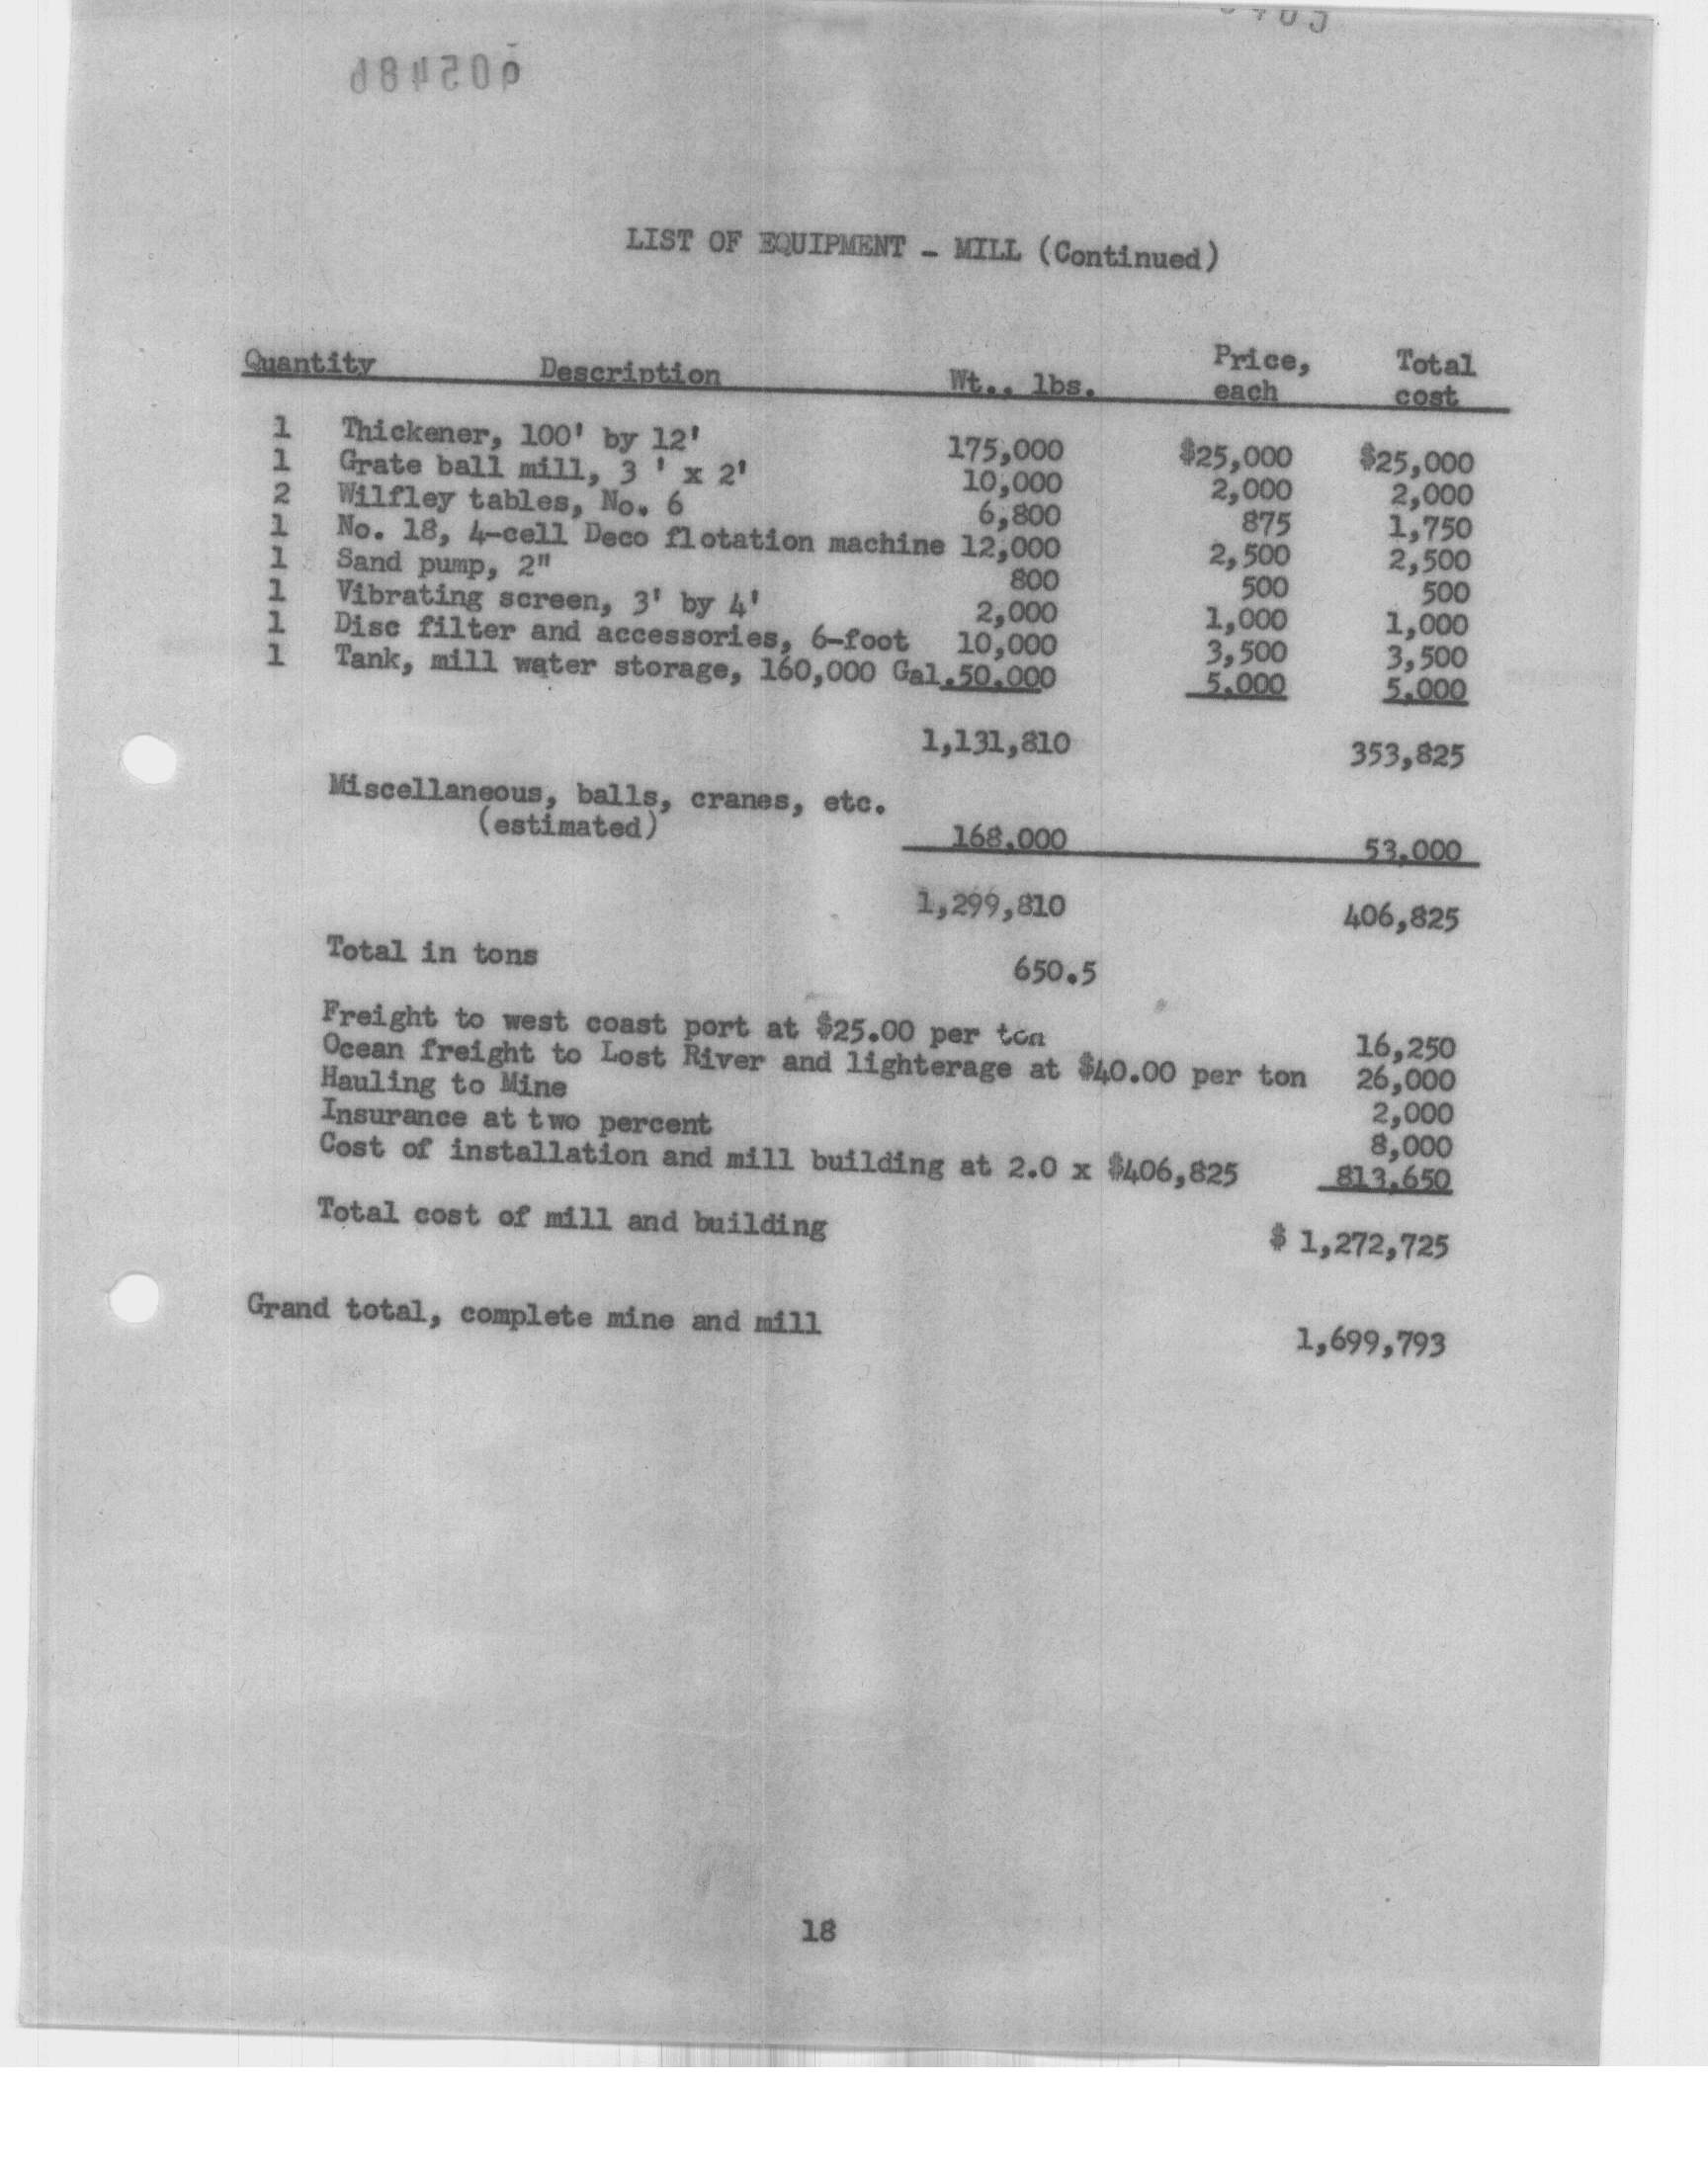 LIST OF EQUIPMENT - MILL (Continued)
Quantity Description Wt., lbs. Price, each Total cost
1 Thickener, 100' by 12' 175,000 $25,000 $25,000
1 Grate ball mill, 3 ' x 2' 10,000 2,000 2,000
2 Wilfley tables, No. 6 6,800 875 1,750
1 No. 18, 4-cell Deco flotation machine 12,000 2,500 2,500
1 Sand pump, 2" 800 500 500
1 Vibrating screen, 3' by 4' 2,000 1,000 1,000
1 Disc filter and accessories, 6-foot 10,000 3,500 3,500
1 Tank, mill water storage, 160,000 Gal. 50,000 5,000 5,000
1,131,810 353,825
Miscellaneous, balls, cranes, etc.
(estimated) 168,000 53,000
1,299,810 406,825
Total in tons 650.5
Freight to west coast port at $25.00 per ton 16,250
Ocean freight to Lost River and lighterage at $40.00 per ton 26,000
Hauling to Mine 2,000
Insurance at two percent 8,000
Cost of installation and mill building at 2.0 x $406,825 813,650
Total cost of mill and building $ 1,272,725
Grand total, complete mine and mill 1,699,793
18